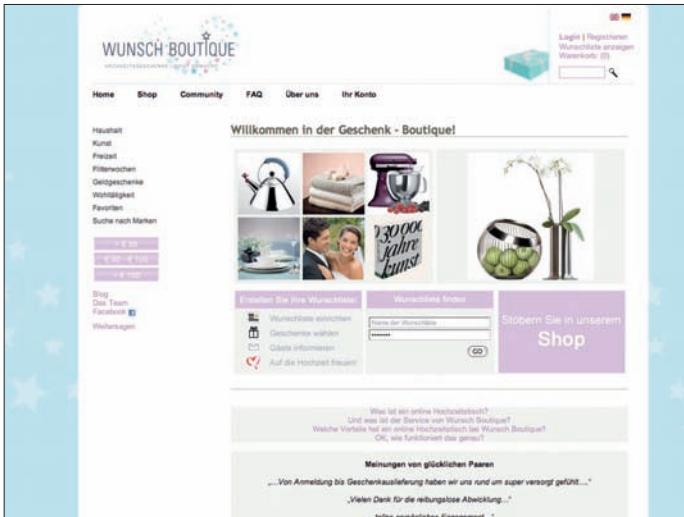 WUNSCH BOUTIQUE
Login | Registrieren
Wunschliste anzeigen
Warenkorb: (0)
Home Shop Community FAQ Über uns Ihr Konto
Haushalt
Kunst
Freizeit
Flitterwochen
Geldgeschenke
Wohltätigkeit
Favoriten
Suche nach Marken
Blog
Das Team
Facebook
Weitersagen
Willkommen in der Geschenk - Boutique!
30000
jahre
kunst
Erstellen Sie Ihre Wunschliste!
Wunschliste einrichten
Geschenke wählen
Gäste informieren
Auf die Hochzeit freuen!
Wunschliste finden
Name der Wunschliste
•••••••
GO
Stöbern Sie in unserem
Shop
Was ist ein online Hochzeitstisch?
Und was ist der Service von Wunsch Boutique?
Welche Vorteile hat ein online Hochzeitstisch bei Wunsch Boutique?
OK, wie funktioniert das genau?
Meinungen von glücklichen Paaren
„...Von Anmeldung bis Geschenkauslieferung haben wir uns rund um super versorgt gefühlt....“
„Vielen Dank für die reibungslose Abwicklung...“